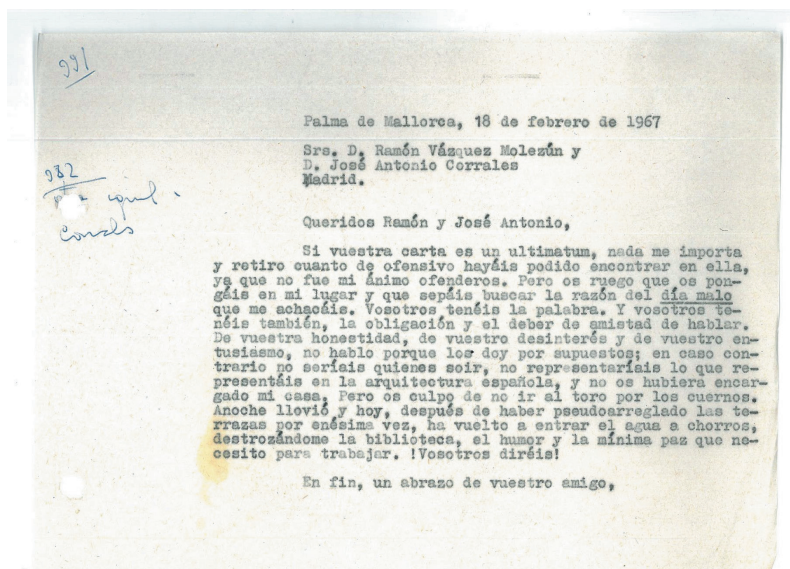 991
Palma de Mallorca, 18 de febrero de 1967
Srs. D. Ramón Vázquez Molezún y
D. José Antonio Corrales
Madrid.
982
igual.
Queridos Ramón y José Antonio,
Si vuestra carta es un ultimatum, nada me importa
y retiro cuanto de ofensivo hayáis podido encontrar en ella,
ya que no fue mi ánimo ofenderos. Pero os ruego que os pon-
gáis en mi lugar y que sepáis buscar la razón del día malo
que me achacáis. Vosotros tenéis la palabra. Y vosotros te-
néis también, la obligación y el deber de amistad de hablar.
De vuestra honestidad, de vuestro desinterés y de vuestro en-
tusiasmo, no hablo porque los doy por supuestos; en caso con-
trario no seríais quienes soir, no representaríais lo que re-
presentáis en la arquitectura española, y no os hubiera encar-
gado mi casa. Pero os culpo de no ir al toro por los cuernos.
Anoche llovió y hoy, después de haber pseudoarreglado las te-
rrazas por enésima vez, ha vuelto a entrar el agua a chorros,
destrozándome la biblioteca, el humor y la mínima paz que ne-
cesito para trabajar. !Vosotros diréis!
En fin, un abrazo de vuestro amigo,